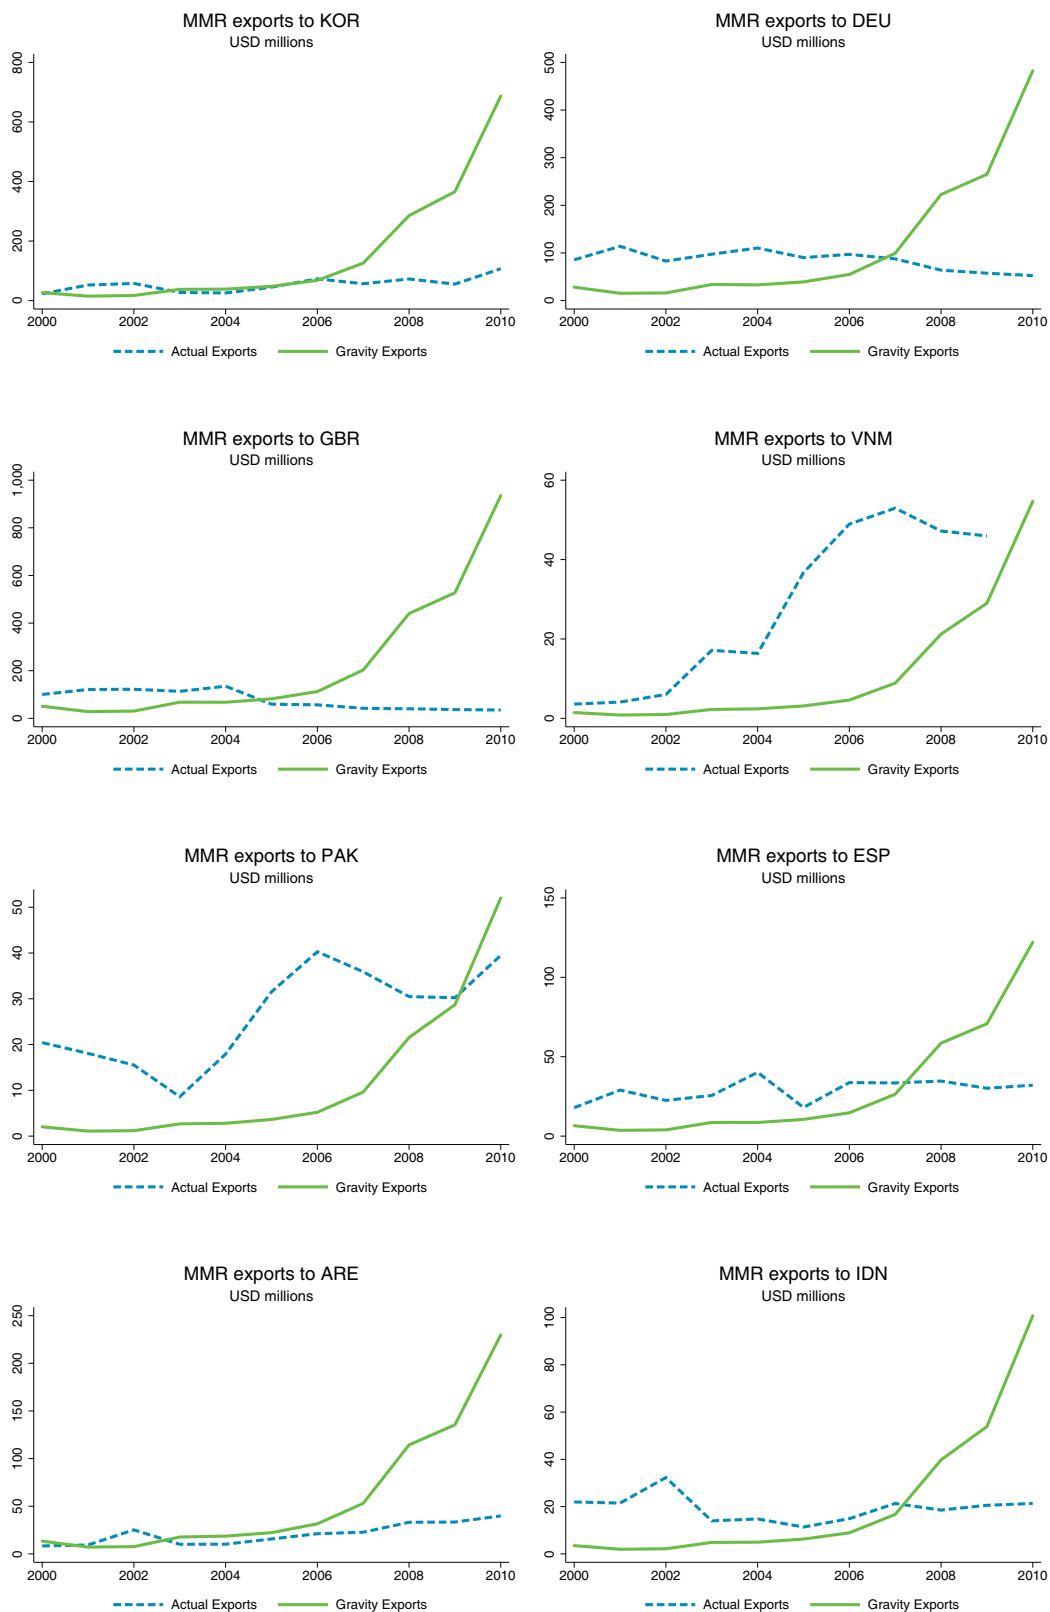 MMR exports to KOR
USD millions
800
600
400
200
0
2000 2002 2004 2006 2008 2010
Actual Exports Gravity Exports
MMR exports to DEU
USD millions
500
400
300
200
100
0
2000 2002 2004 2006 2008 2010
Actual Exports Gravity Exports
MMR exports to GBR
USD millions
1,000
800
600
400
200
0
2000 2002 2004 2006 2008 2010
Actual Exports Gravity Exports
MMR exports to VNM
USD millions
60
40
20
0
2000 2002 2004 2006 2008 2010
Actual Exports Gravity Exports
MMR exports to PAK
USD millions
50
40
30
20
10
0
2000 2002 2004 2006 2008 2010
Actual Exports Gravity Exports
MMR exports to ESP
USD millions
150
100
50
0
2000 2002 2004 2006 2008 2010
Actual Exports Gravity Exports
MMR exports to ARE
USD millions
250
200
150
100
50
0
2000 2002 2004 2006 2008 2010
Actual Exports Gravity Exports
MMR exports to IDN
USD millions
100
80
60
40
20
0
2000 2002 2004 2006 2008 2010
Actual Exports Gravity Exports